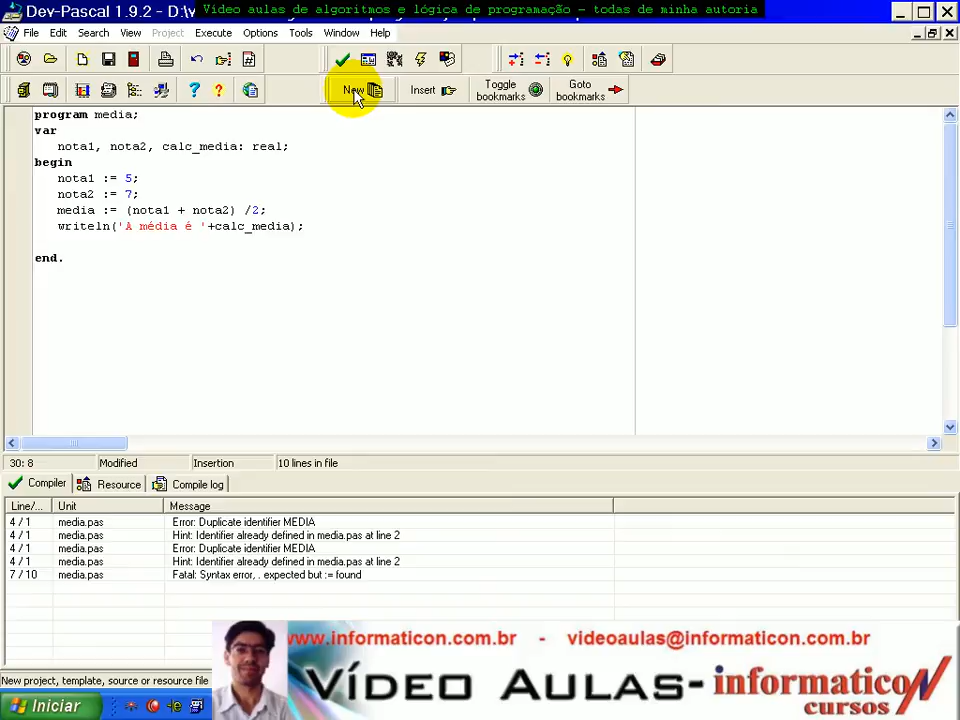 Dev-Pascal 1.9.2 - D:\v
Vídeo aulas de algoritmos e lógica de programação - todas de minha autoria
File Edit Search View Project Execute Options Tools Window Help
New Insert Toggle bookmarks Goto bookmarks
program media;
var
nota1, nota2, calc_media: real;
begin
nota1 := 5;
nota2 := 7;
media := (nota1 + nota2) /2;
writeln('A média é '+calc_media);
end.
30: 8 Modified Insertion 10 lines in file
Compiler Resource Compile log
Line/... Unit Message
4 / 1 media.pas Error: Duplicate identifier MEDIA
4 / 1 media.pas Hint: Identifier already defined in media.pas at line 2
4 / 1 media.pas Error: Duplicate identifier MEDIA
4 / 1 media.pas Hint: Identifier already defined in media.pas at line 2
7 / 10 media.pas Fatal: Syntax error, . expected but := found
www.informaticon.com.br - videoaulas@informaticon.com.br
Vídeo Aulas-informaticon
cursos
New project, template, source or resource file
Iniciar